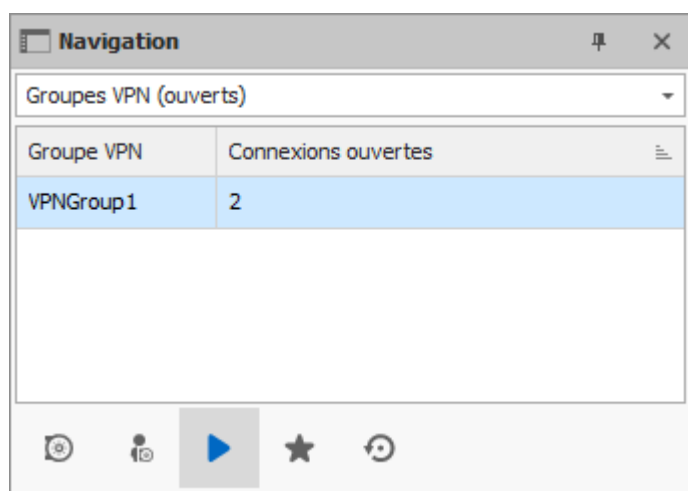 Navigation
Groupes VPN (ouverts)
Groupe VPN Connexions ouvertes
VPNGroup1 2